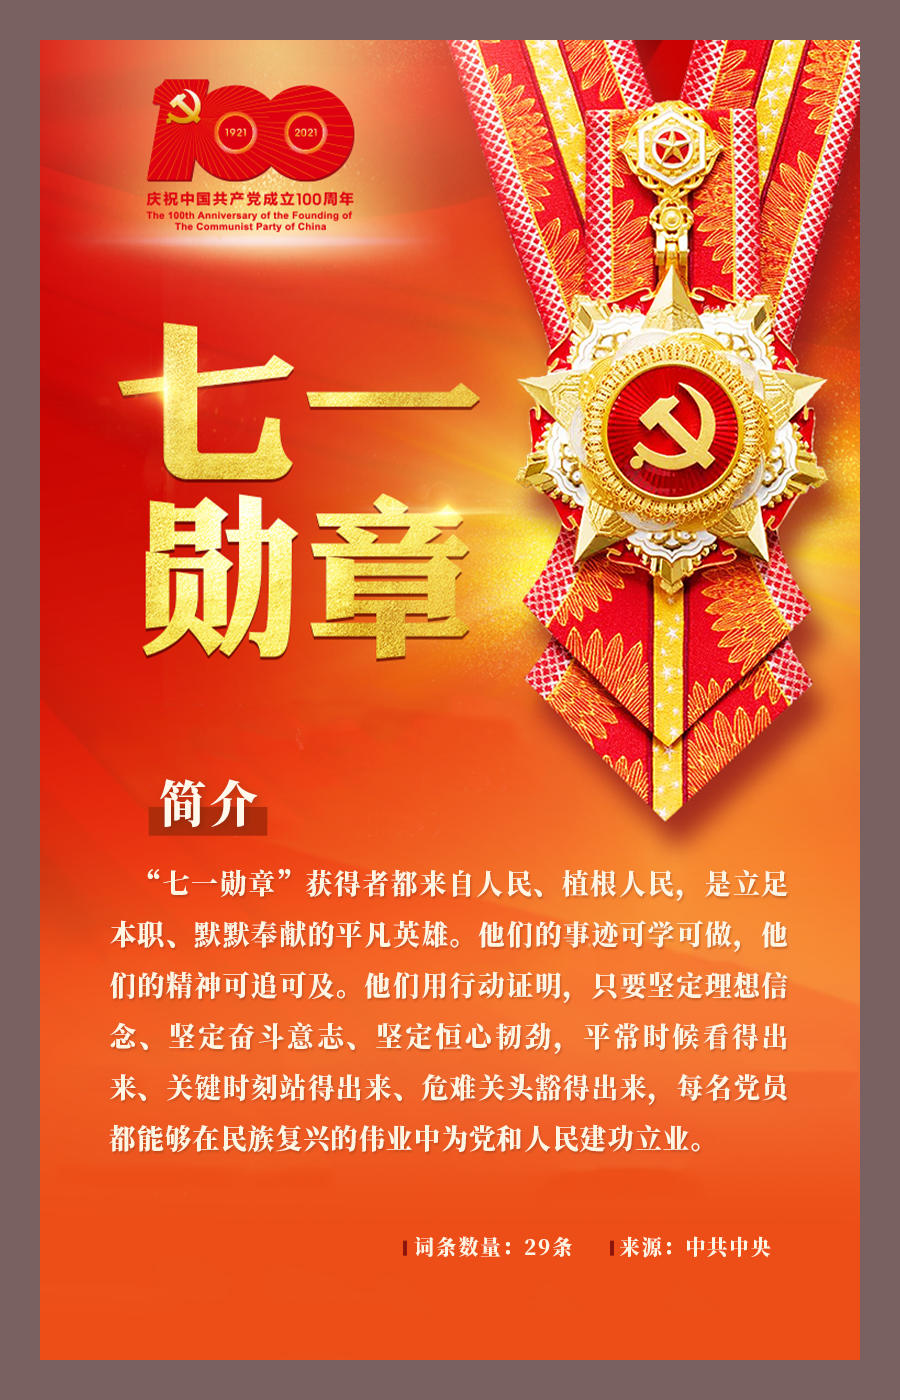 100
1921
2021
庆祝中国共产党成立100周年
The 100th Anniversary of the Founding of
The Communist Party of China
七一
勋章
简介
“七一勋章”获得者都来自人民、植根人民，是立足
本职、默默奉献的平凡英雄。他们的事迹可学可做，他
们的精神可追可及。他们用行动证明，只要坚定理想信
念、坚定奋斗意志、坚定恒心韧劲，平常时候看得出
来、关键时刻站得出来、危难关头豁得出来，每名党员
都能够在民族复兴的伟业中为党和人民建功立业。
词条数量：29条 来源：中共中央